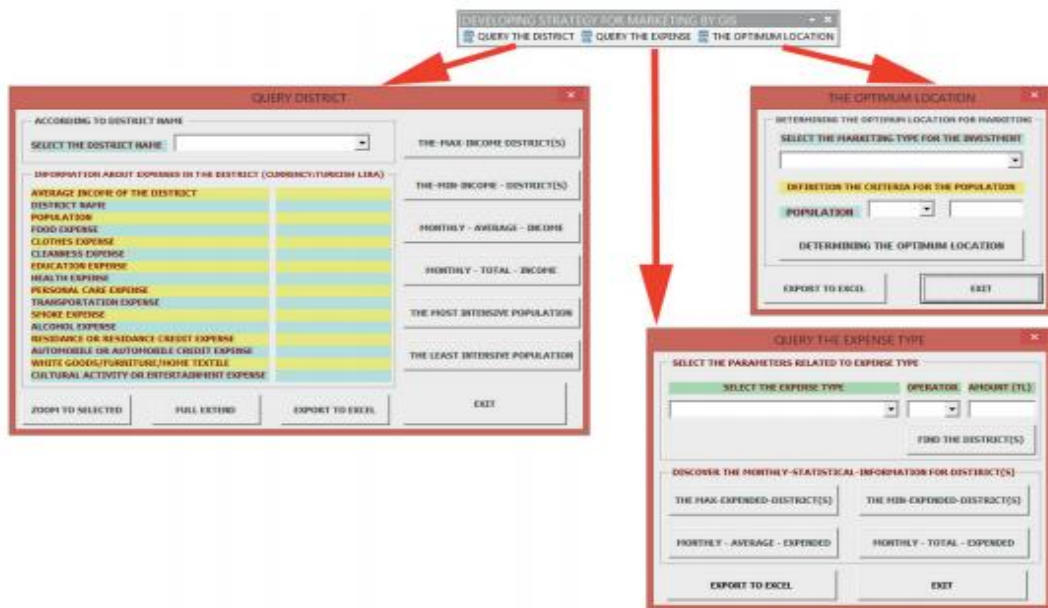 DEVELOPING STRATEGY FOR MARKETING BY GIS
QUERY THE DISTRICT QUERY THE EXPENSE THE OPTIMUM LOCATION
QUERY DISTRICT
ACCORDING TO DISTRICT NAME
SELECT THE DISTRICT NAME
INFORMATION ABOUT EXPENSES IN THE DISTRICT (CURRENCY:TURKISH LIRA)
AVERAGE INCOME OF THE DISTRICT
DISTRICT NAME
POPULATION
FOOD EXPENSE
CLOTHES EXPENSE
CLEANNESS EXPENSE
EDUCATION EXPENSE
HEALTH EXPENSE
PERSONAL CARE EXPENSE
TRANSPORTATION EXPENSE
SMOKE EXPENSE
ALCOHOL EXPENSE
RESIDANCE OR RESIDANCE CREDIT EXPENSE
AUTOMOBILE OR AUTOMOBILE CREDIT EXPENSE
WHITE GOODS/FURNITURE/HOME TEXTILE
CULTURAL ACTIVITY OR ENTERTAINMENT EXPENSE
ZOOM TO SELECTED
FULL EXTEND
EXPORT TO EXCEL
THE-MAX-INCOME DISTRICT(S)
THE-MIN-INCOME - DISTRICT(S)
MONTHLY - AVERAGE - INCOME
MONTHLY - TOTAL - INCOME
THE MOST INTENSIVE POPULATION
THE LEAST INTENSIVE POPULATION
EXIT
THE OPTIMUM LOCATION
DETERMINING THE OPTIMUM LOCATION FOR MARKETING
SELECT THE MARKETING TYPE FOR THE INVESTMENT
DEFINITION THE CRITERIA FOR THE POPULATION
POPULATION
DETERMINING THE OPTIMUM LOCATION
EXPORT TO EXCEL
EXIT
QUERY THE EXPENSE TYPE
SELECT THE PARAMETERS RELATED TO EXPENSE TYPE
SELECT THE EXPENSE TYPE OPERATOR AMOUNT (TL)
FIND THE DISTRICT(S)
DISCOVER THE MONTHLY-STATISTICAL-INFORMATION FOR DISTIRICT(S)
THE MAX-EXPENDED-DISTRICT(S)
THE MIN-EXPENDED-DISTRICT(S)
MONTHLY - AVERAGE - EXPENDED
MONTHLY - TOTAL - EXPENDED
EXPORT TO EXCEL
EXIT